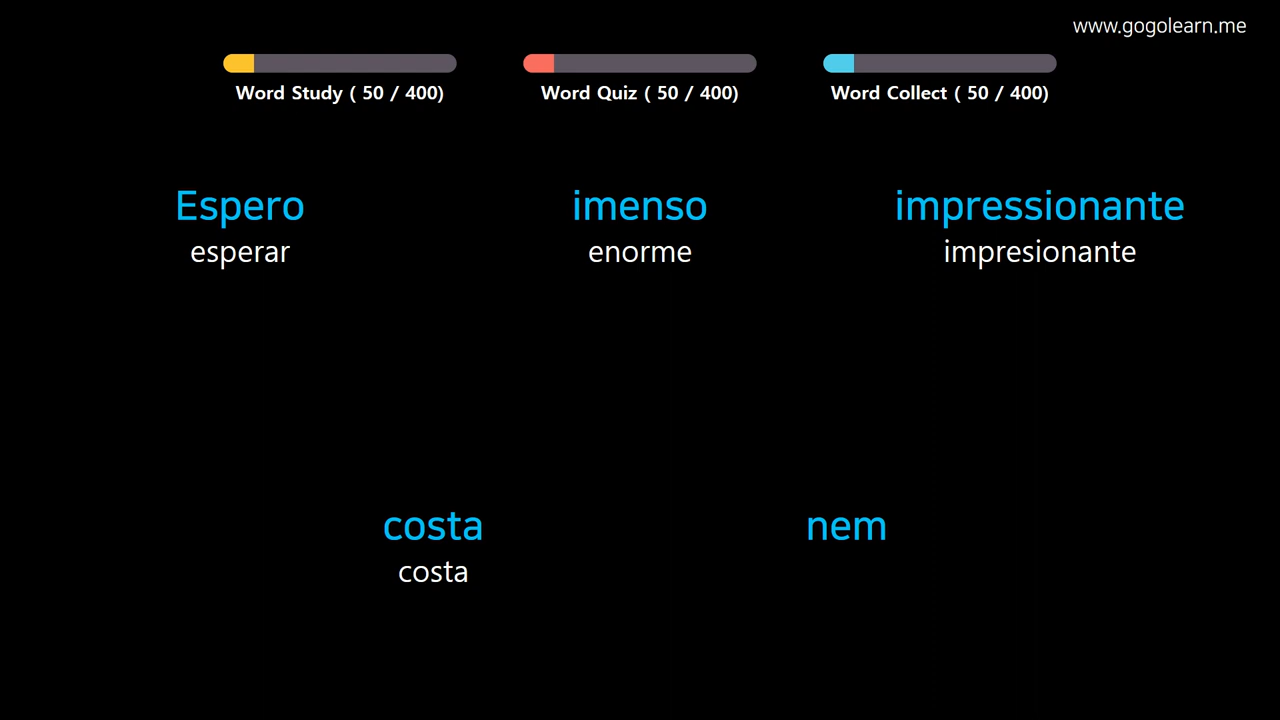 www.gogolearn.me
Word Study ( 50 / 400)
Word Quiz ( 50 / 400)
Word Collect ( 50 / 400)
Espero
esperar
imenso
enorme
impressionante
impresionante
costa
costa
nem